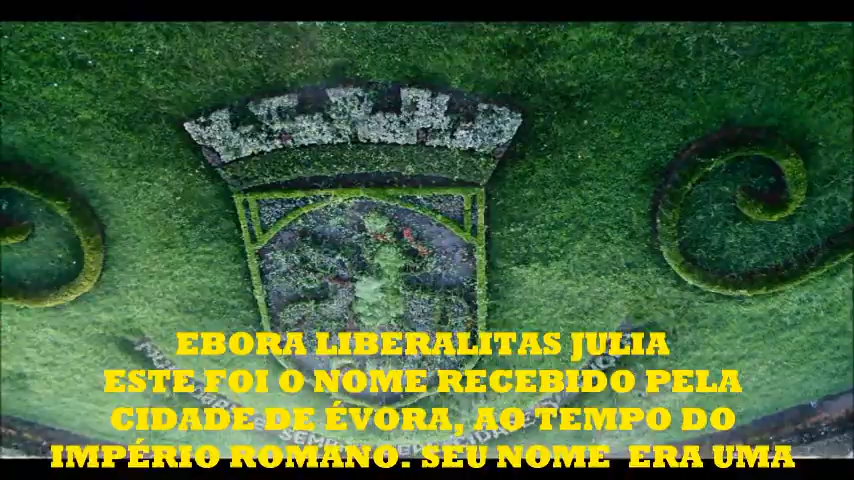 EBORA LIBERALITAS JULIA
ESTE FOI O NOME RECEBIDO PELA
CIDADE DE ÉVORA, AO TEMPO DO
IMPÉRIO ROMANO. SEU NOME ERA UMA